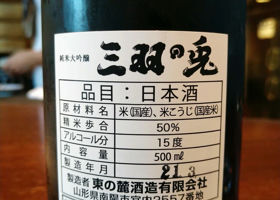 純米大吟醸 三羽の兎
品目：日本酒
原材料名 米(国産)、米こうじ(国産米)
精米歩合 50%
アルコール分 15度
内容量 500㎖
製造年月 21 3
製造者 東の麓酒造有限会社
山形県南陽市宮内2557番地